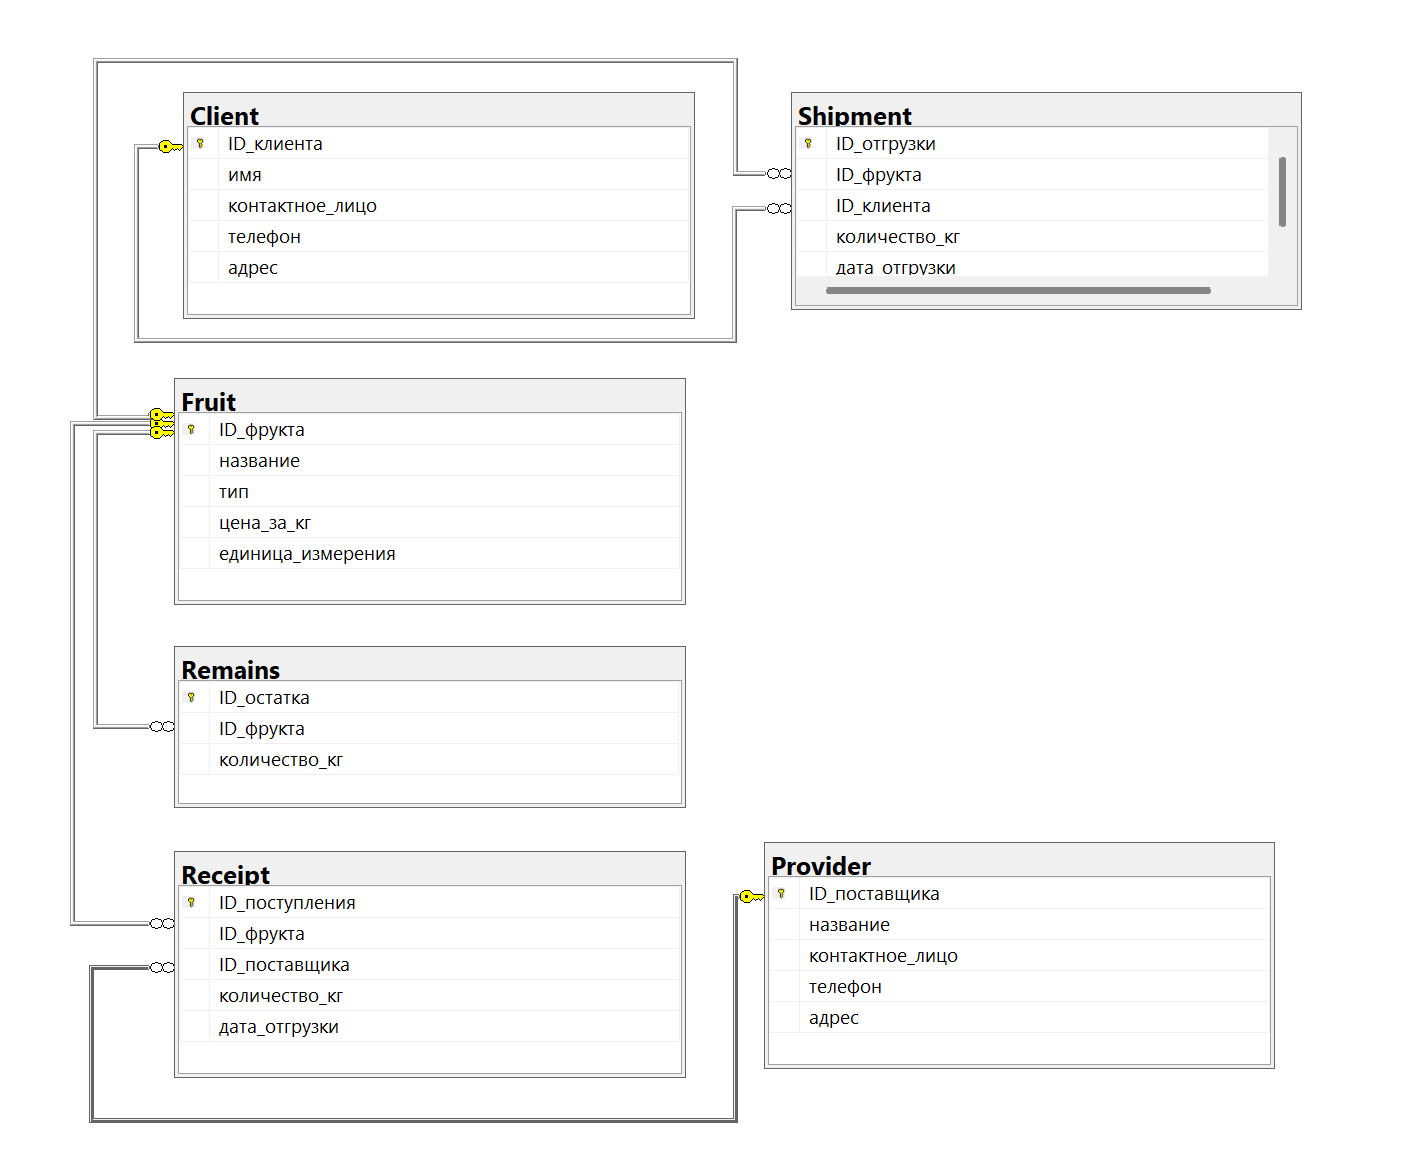 Client
ID_клиента
имя
контактное_лицо
телефон
адрес
Shipment
ID_отгрузки
ID_фрукта
ID_клиента
количество_кг
дата_отгрузки
Fruit
ID_фрукта
название
тип
цена_за_кг
единица_измерения
Remains
ID_остатка
ID_фрукта
количество_кг
Receipt
ID_поступления
ID_фрукта
ID_поставщика
количество_кг
дата_отгрузки
Provider
ID_поставщика
название
контактное_лицо
телефон
адрес